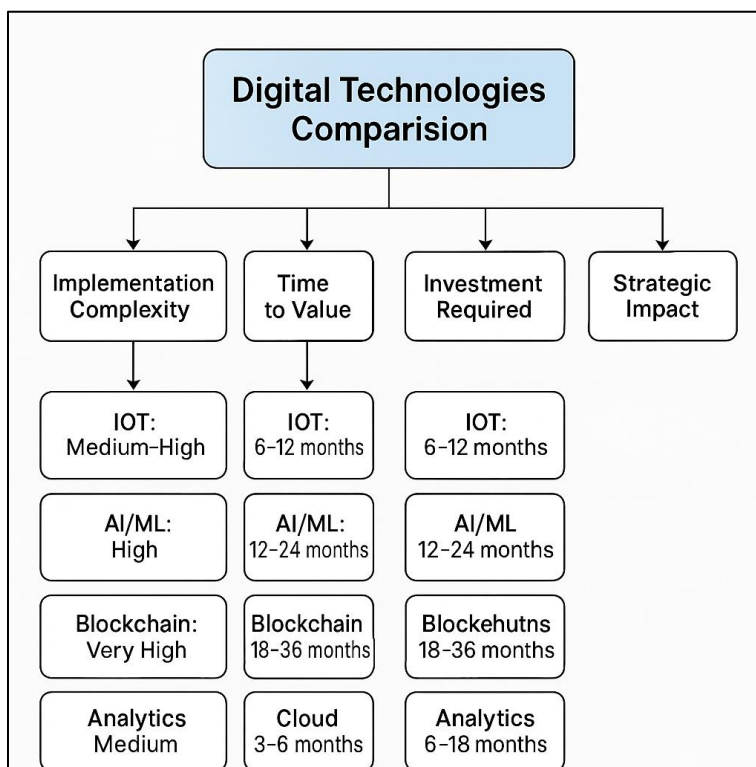 Digital Technologies
Comparision
Implementation
Complexity
Time
to Value
Investment
Required
Strategic
Impact
IOT:
Medium–High
IOT:
6–12 months
IOT:
6–12 months
AI/ML:
High
AI/ML:
12–24 months
AI/ML
12–24 months
Blockchain:
Very High
Blockchain
18–36 months
Blockehutns
18–36 months
Analytics
Medium
Cloud
3–6 months
Analytics
6–18 months